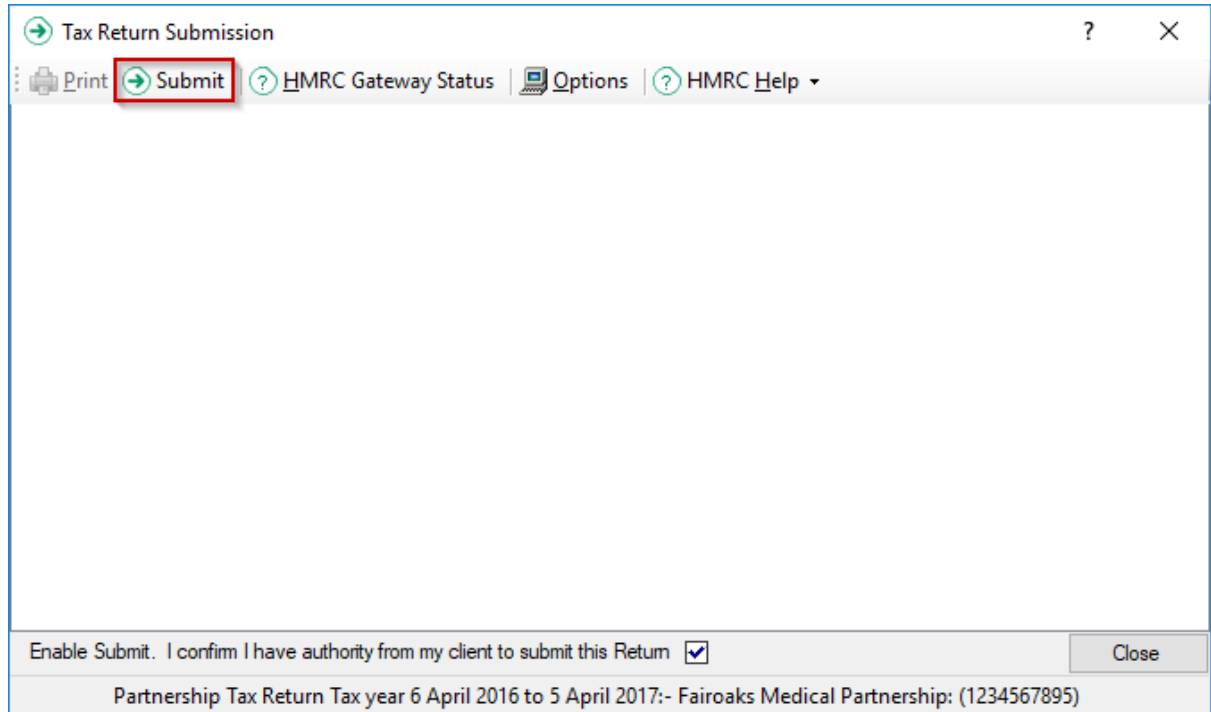 Tax Return Submission ?
Print Submit HMRC Gateway Status Options HMRC Help
Enable Submit. I confirm I have authority from my client to submit this Return Close
Partnership Tax Return Tax year 6 April 2016 to 5 April 2017:- Fairoaks Medical Partnership: (1234567895)